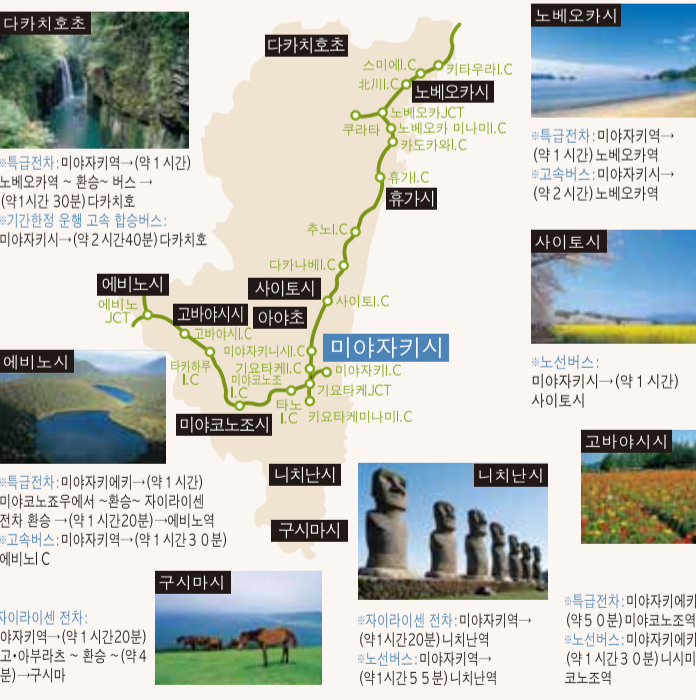 다카치호초
※특급전차: 미야자키역→(약1시간)
노베오카역 ~ 환승~ 버스 →
(약1시간 30분)다카치호
※기간한정 운행 고속 합승버스:
미야자키시→(약2시간40분)다카치호
다카치호초
스미에I.C
키타우라I.C
北川I.C
노베오카시
노베오카JCT
쿠라타
노베오카 미나미I.C
카도카와I.C
휴가I.C
휴가시
추노I.C
다카나베I.C
사이토시
사이토I.C
에비노시
에비노
JCT
고바야시시
고바야시I.C
아야초
미야자키시
미야자키니시I.C
타카하루
I.C
기요타케I.C
미야자키I.C
미야코노조
I.C
기요타케JCT
타노
I.C
키요타케미나미I.C
미야코노조시
니치난시
구시마시
노베오카시
※특급전차: 미야자키역→
(약1시간) 노베오카역
※고속버스: 미야자키시→
(약2시간) 노베오카역
사이토시
※노선버스:
미야자키시→(약1시간)
사이토시
에비노시
※특급전차: 미야자키에키→(약1시간)
미야코노죠우에서 ~환승~ 자이라이센
전차 환승 →(약1시간20분)→에비노역
※고속버스: 미야자키역→(약1시간３０분)
에비노I C
구시마시
자이라이센 전차:
야자키역→(약1시간20분)
고•아부라츠 ~ 환승 ~(약4
분)→구시마
니치난시
※자이라이센 전차: 미야자키역→
(약1시간20분) 니치난역
※노선버스: 미야자키역→
(약1시간５５분) 니치난역
고바야시시
※특급전차: 미야자키에키
(약５０분)미야코노조역
※노선버스: 미야자키에키
(약1시간３０분)니시미
코노조역